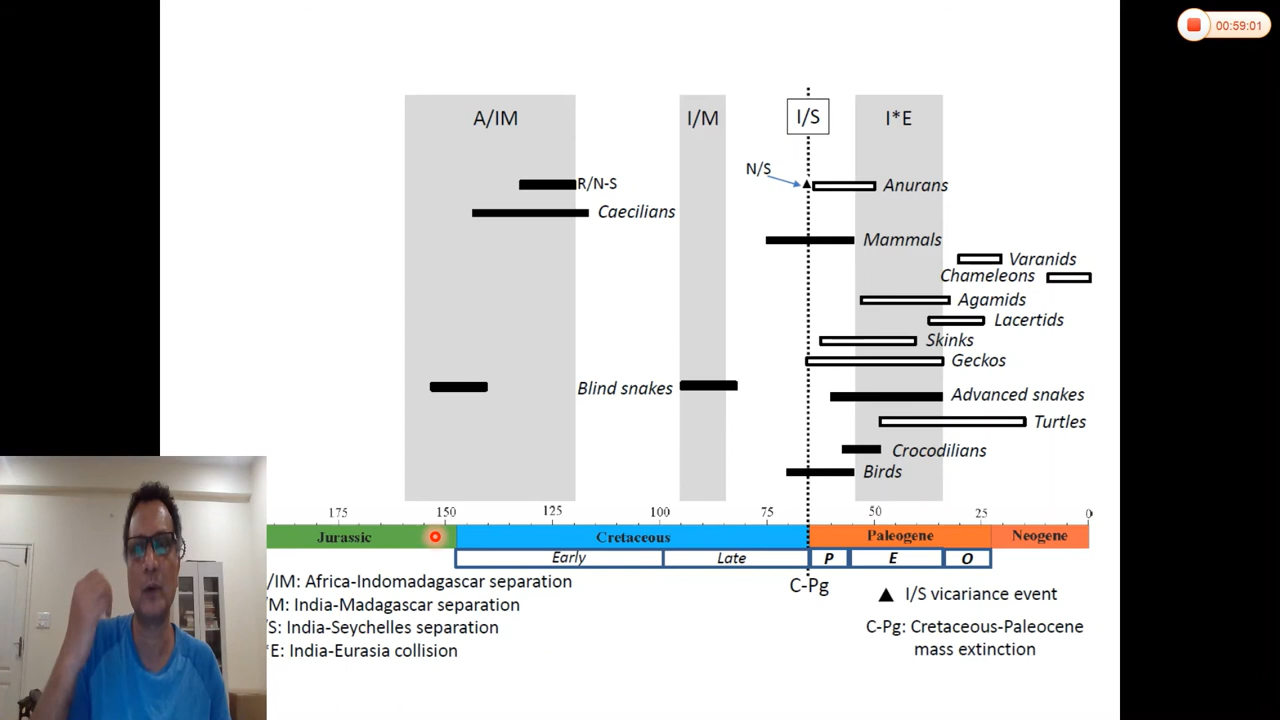 00:59:01
A/IM
I/M
I/S
I*E
N/S
R/N-S
Anurans
Caecilians
Mammals
Varanids
Chameleons
Agamids
Lacertids
Skinks
Geckos
Blind snakes
Advanced snakes
Turtles
Crocodilians
Birds
175 150 125 100 75 50 25 0
Jurassic Cretaceous Paleogene Neogene
Early Late P E O
C-Pg
/IM: Africa-Indomadagascar separation
/M: India-Madagascar separation
/S: India-Seychelles separation
*E: India-Eurasia collision
▲ I/S vicariance event
C-Pg: Cretaceous-Paleocene
mass extinction